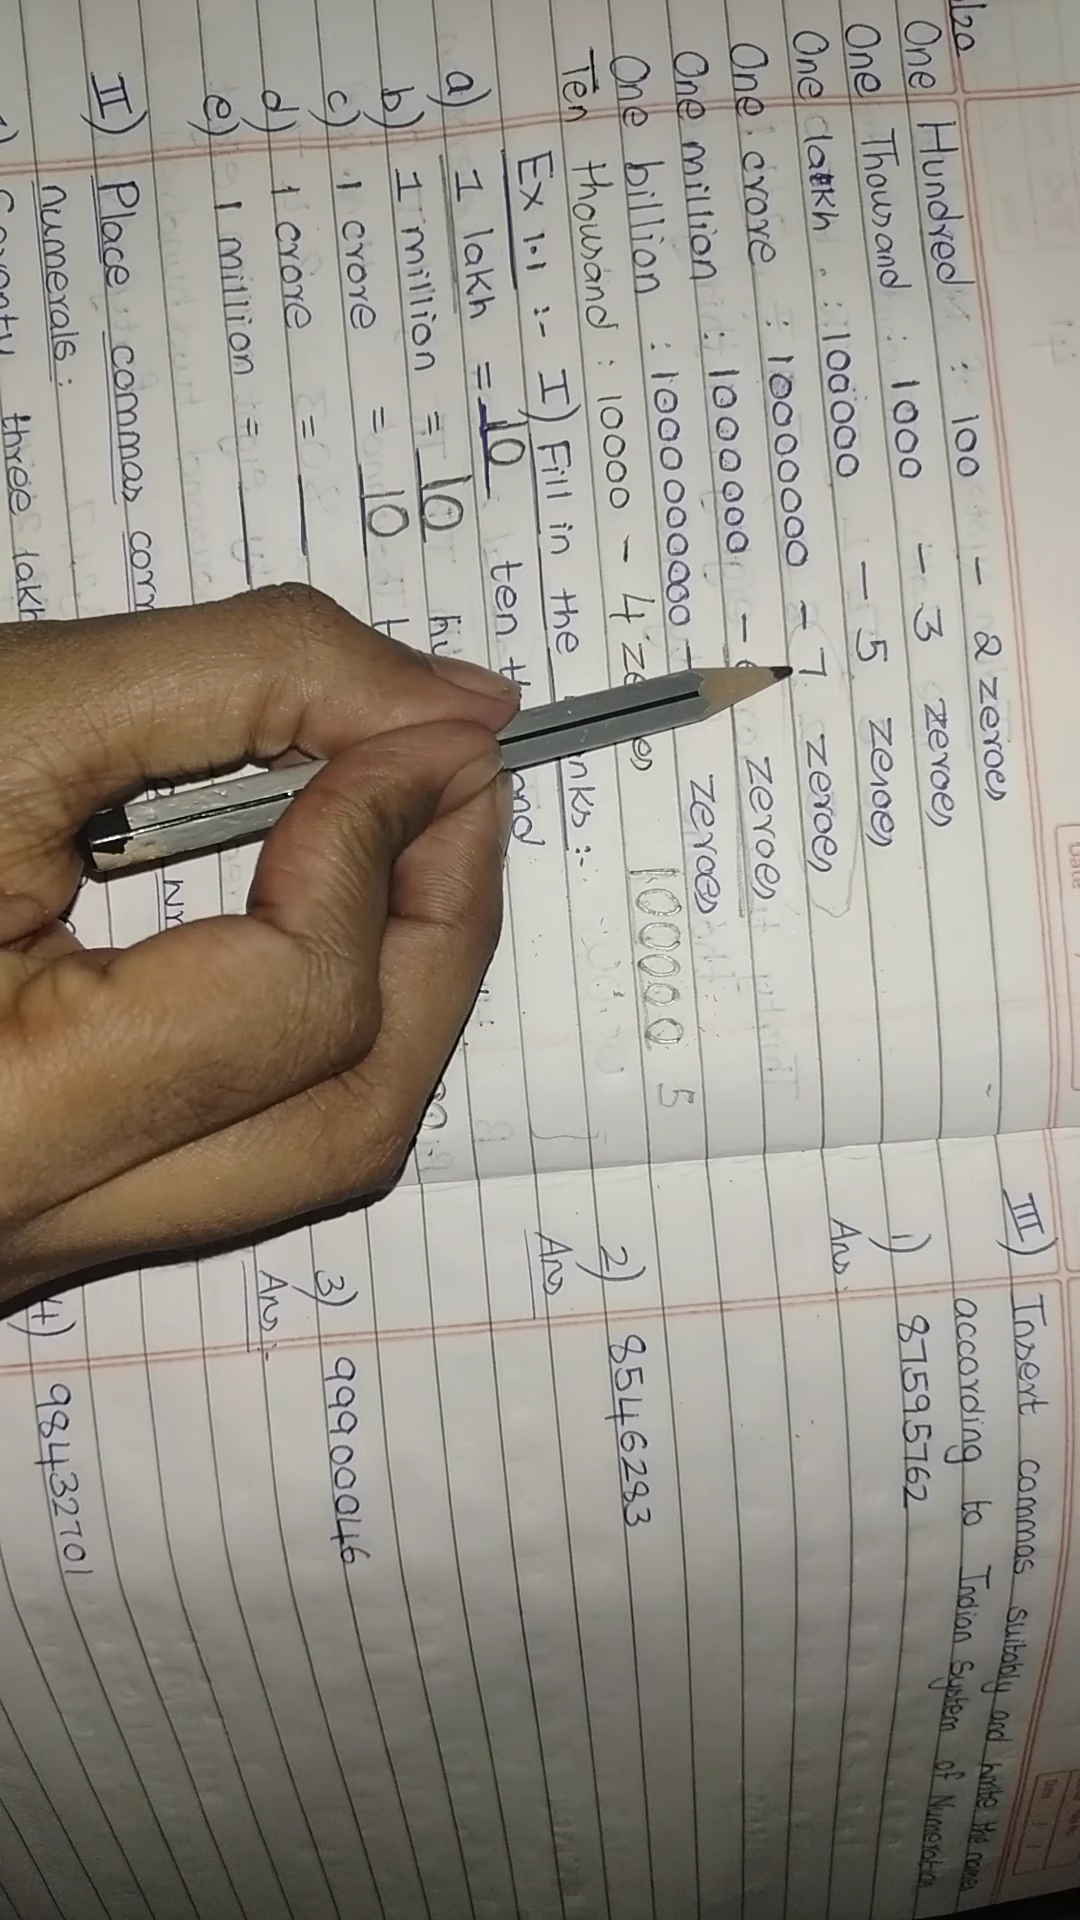 One Hundred : 100 - 2 zeroes
One Thousand : 1000 - 3 zeroes
One lakh : 100000 - 5 zeroes
One crore : 10000000 - 7 zeroes
One million : 1000000 - zeroes
One billion : 1000000000 - zeroes
Ten thousand : 10000 - 4 zeroes 100000 5
Ex 1.1 :- I) Fill in the :-
a) 1 lakh = 10 ten
b) 1 million = 10
c) 1 crore = 10
d) 1 crore =
e) 1 million =
II) Place commas
numerals :
three lakh
III) Insert commas suitably and write the names
according to Indian System of Numeration
1) 87595762
Ans.
2) 8546283
Ans
3) 99900046
Ans :-
4) 98432701